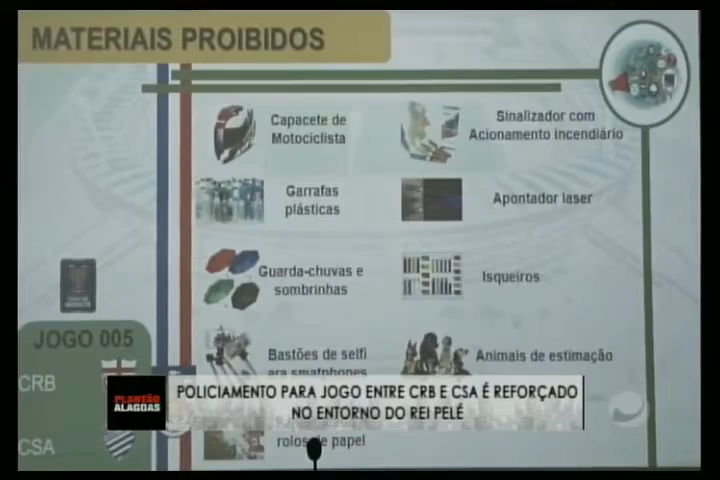 MATERIAIS PROIBIDOS
Capacete de
Motociclista
Sinalizador com
Acionamento incendiário
Garrafas
plásticas
Apontador laser
Guarda-chuvas e
sombrinhas
Isqueiros
Bastões de selfi
ara smatphones
Animais de estimação
rolos de papel
JOGO 005
CRB
CSA
PLANTÃO
ALAGOAS
POLICIAMENTO PARA JOGO ENTRE CRB E CSA É REFORÇADO
NO ENTORNO DO REI PELÉ